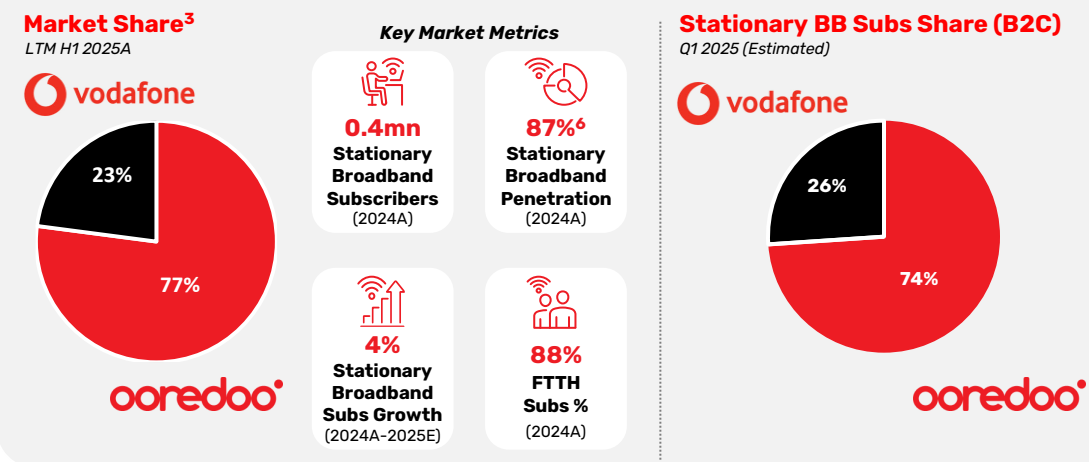 Market Share³
LTM H1 2025A
vodafone
23%
77%
ooredoo
Key Market Metrics
0.4mn
Stationary
Broadband
Subscribers
(2024A)
87%⁶
Stationary
Broadband
Penetration
(2024A)
4%
Stationary
Broadband
Subs Growth
(2024A-2025E)
88%
FTTH
Subs %
(2024A)
Stationary BB Subs Share (B2C)
Q1 2025 (Estimated)
vodafone
26%
74%
ooredoo